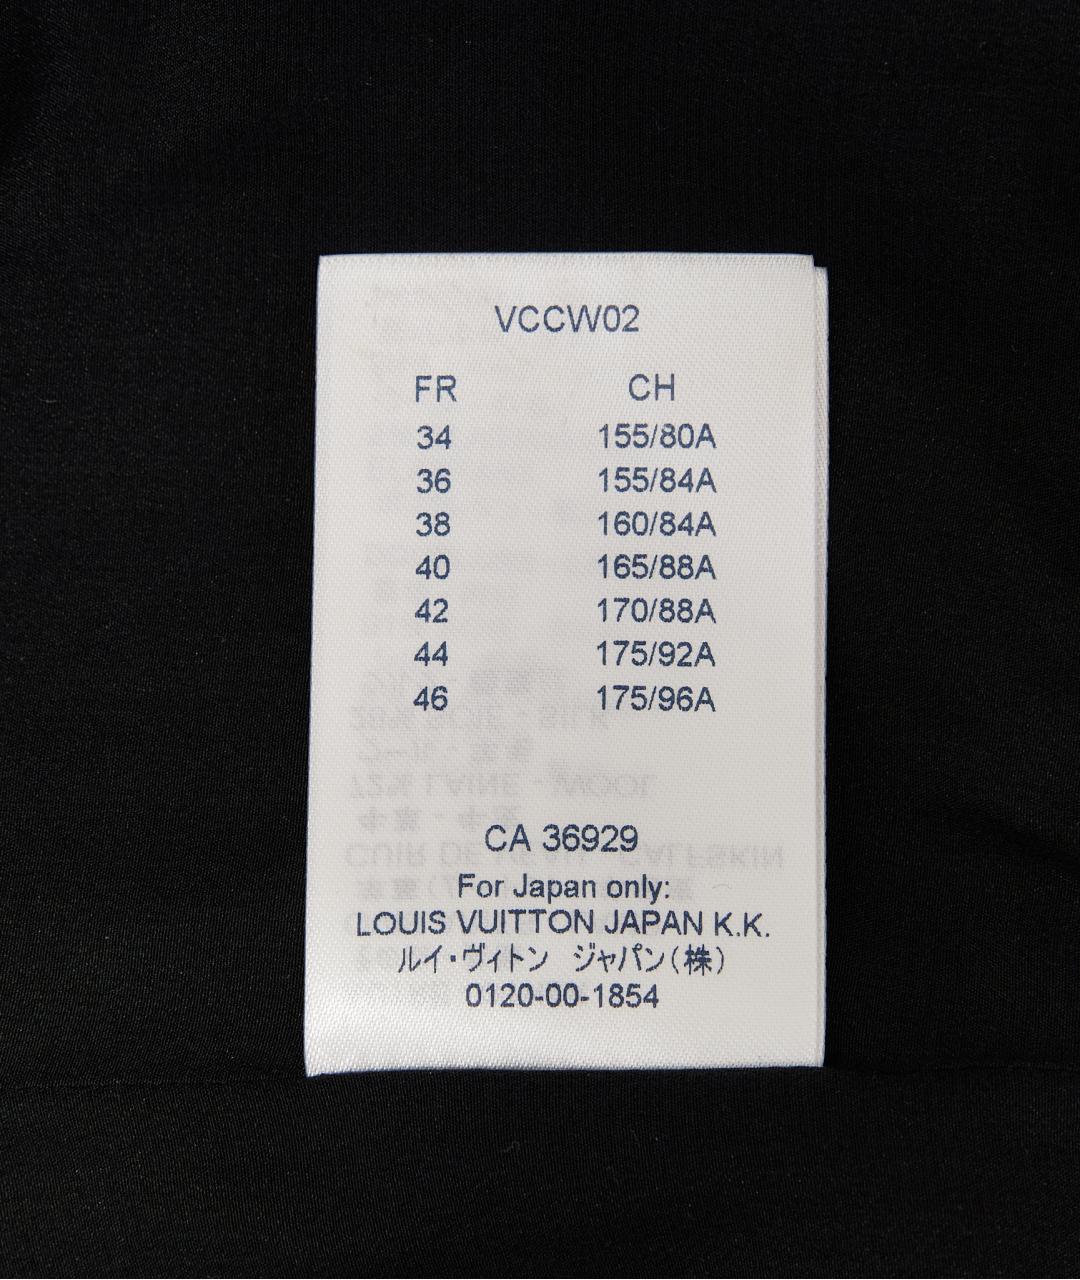 VCCW02
FR CH
34 155/80A
36 155/84A
38 160/84A
40 165/88A
42 170/88A
44 175/92A
46 175/96A
CA 36929
For Japan only:
LOUIS VUITTON JAPAN K.K.
ルイ・ヴィトン ジャパン(株)
0120-00-1854